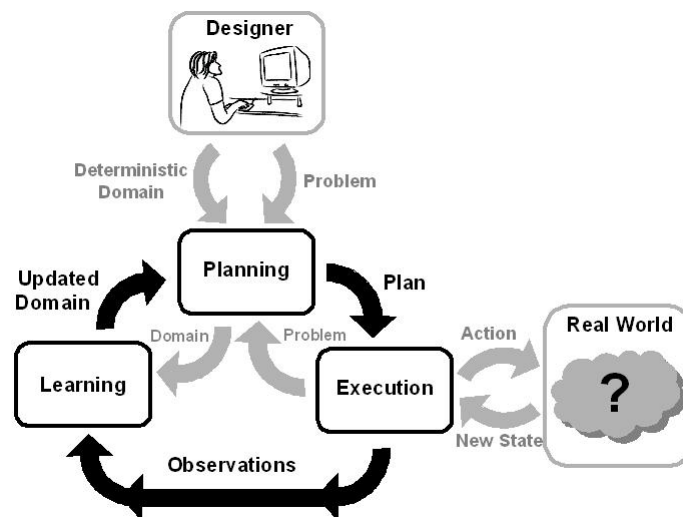 Designer
Deterministic
Domain
Problem
Updated
Domain
Planning
Plan
Domain
Problem
Action
Real World
Learning
Execution
?
New State
Observations